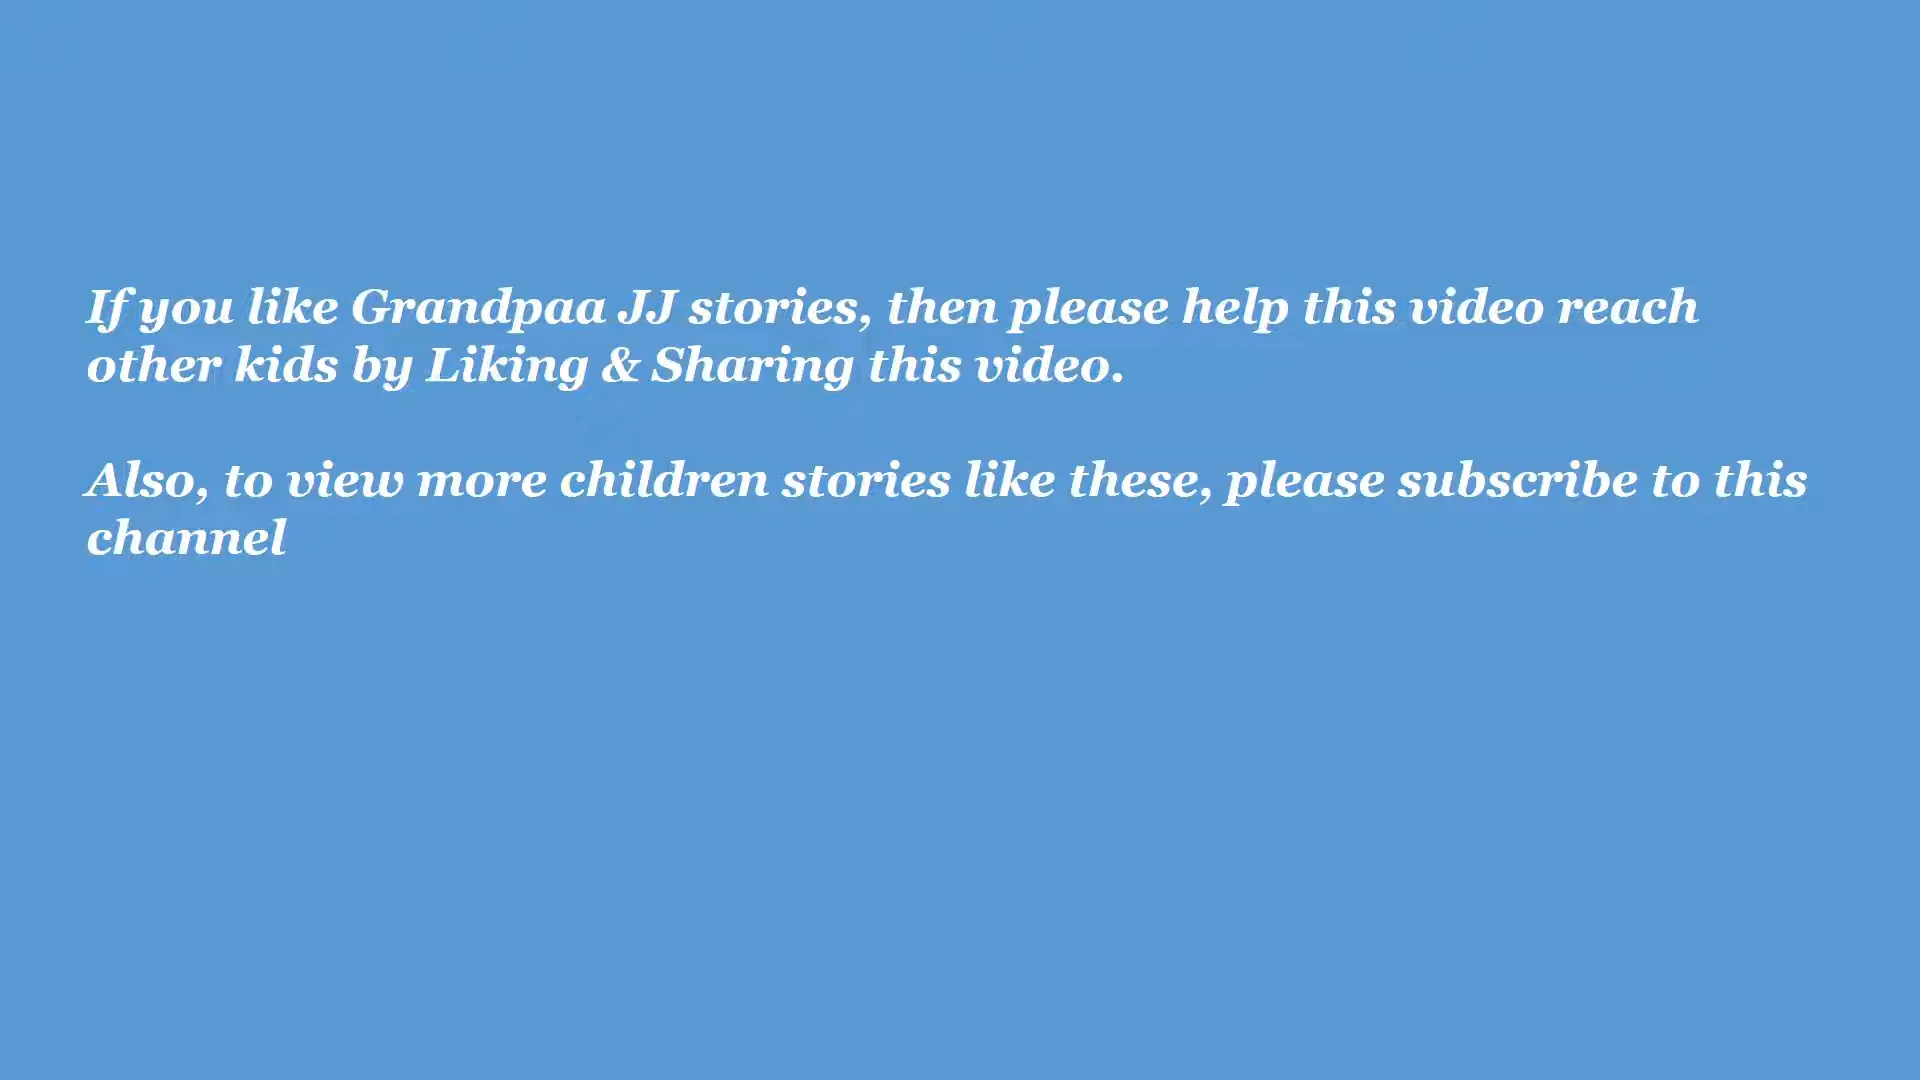 If you like Grandpaa JJ stories, then please help this video reach
other kids by Liking & Sharing this video.
Also, to view more children stories like these, please subscribe to this
channel